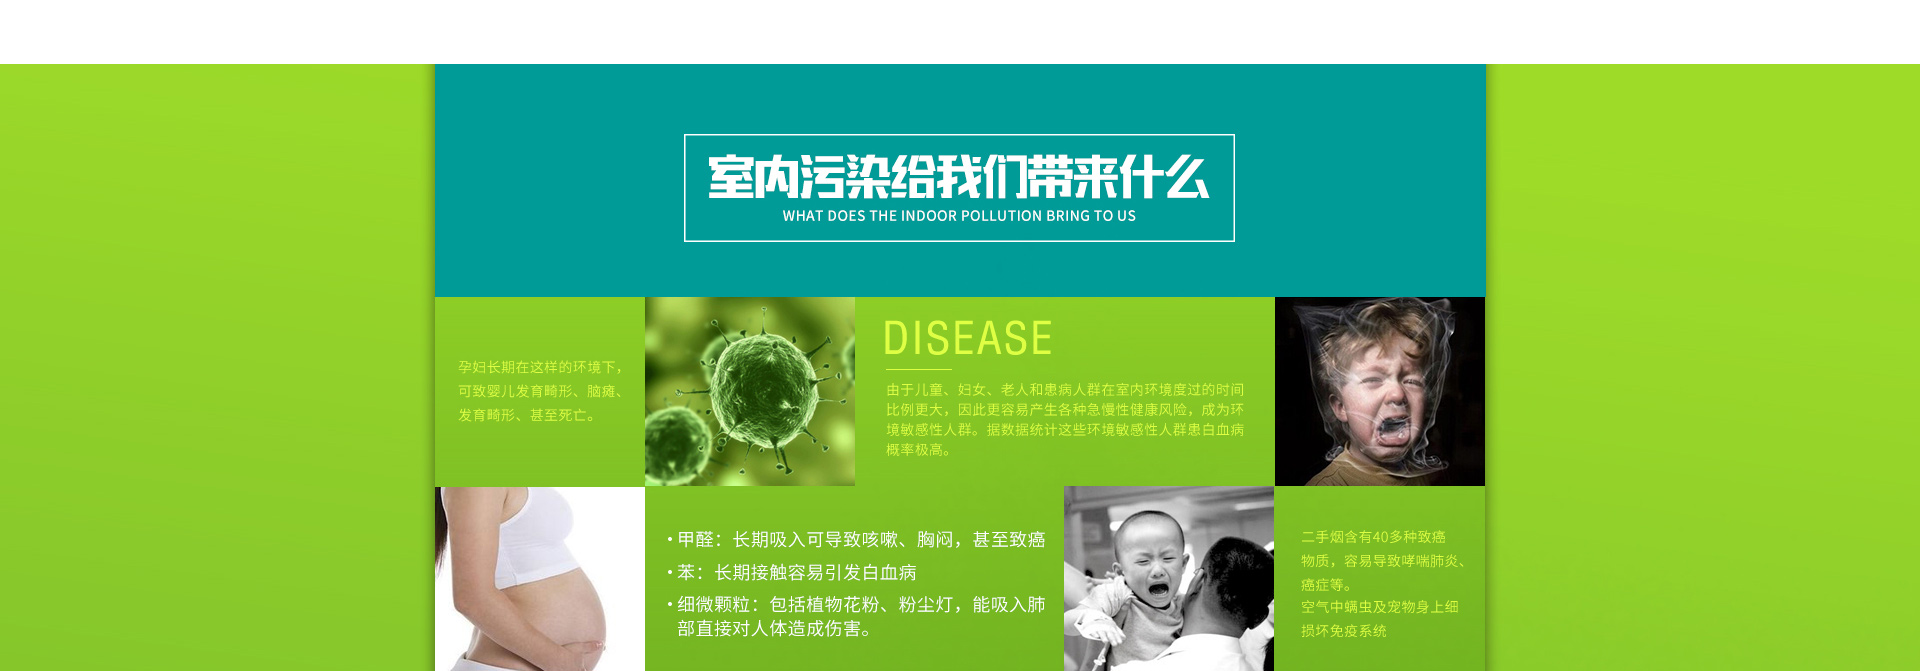 室内污染给我们带来什么
WHAT DOES THE INDOOR POLLUTION BRING TO US
孕妇长期在这样的环境下，
可致婴儿发育畸形、脑瘫、
发育畸形、甚至死亡。
DISEASE
由于儿童、妇女、老人和患病人群在室内环境度过的时间
比例更大，因此更容易产生各种急慢性健康风险，成为环
境敏感性人群。据数据统计这些环境敏感性人群患白血病
概率极高。
• 甲醛：长期吸入可导致咳嗽、胸闷，甚至致癌
• 苯：长期接触容易引发白血病
• 细微颗粒：包括植物花粉、粉尘灯，能吸入肺
部直接对人体造成伤害。
二手烟含有40多种致癌
物质，容易导致哮喘肺炎、
癌症等。
空气中螨虫及宠物身上细
损坏免疫系统